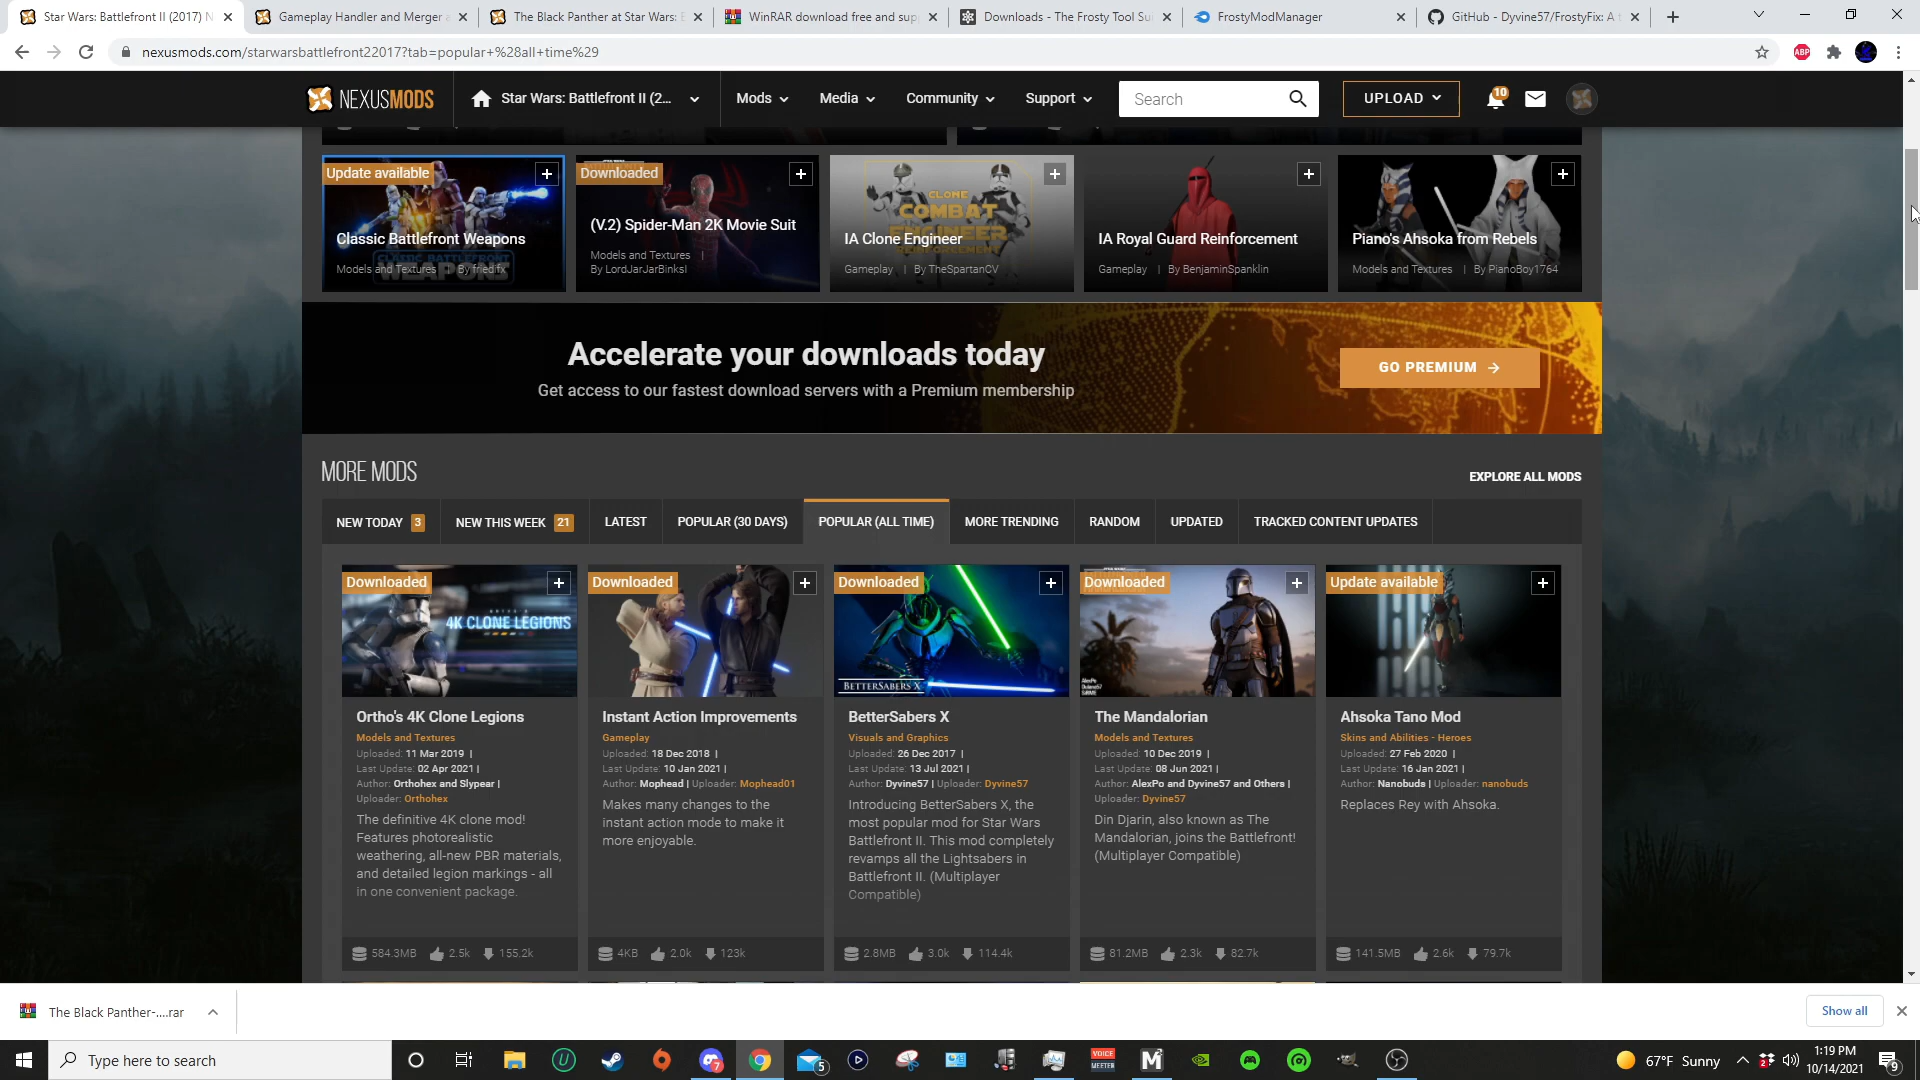 Star Wars: Battlefront II (2017) N
Gameplay Handler and Merger a
The Black Panther at Star Wars: B
WinRAR download free and supp
Downloads - The Frosty Tool Su
FrostyModManager
GitHub - Dyvine57/FrostyFix: A t
nexusmods.com/starwarsbattlefront22017?tab=popular+%28all+time%29
ABP
NEXUSMODS
Star Wars: Battlefront II (2...
Mods
Media
Community
Support
Search
UPLOAD
10
Update available
Classic Battlefront Weapons
Models and Textures | By friedifix
Downloaded
(V.2) Spider-Man 2K Movie Suit
Models and Textures |
By LordJarJarBinksI
CLONE
COMBAT
ENGINEER
IA Clone Engineer
Gameplay | By TheSpartanCV
IA Royal Guard Reinforcement
Gameplay | By BenjaminSpanklin
Piano's Ahsoka from Rebels
Models and Textures | By PianoBoy1764
Accelerate your downloads today
Get access to our fastest download servers with a Premium membership
GO PREMIUM
MORE MODS
EXPLORE ALL MODS
NEW TODAY 3
NEW THIS WEEK 21
LATEST
POPULAR (30 DAYS)
POPULAR (ALL TIME)
MORE TRENDING
RANDOM
UPDATED
TRACKED CONTENT UPDATES
Downloaded
4K CLONE LEGIONS
Ortho's 4K Clone Legions
Models and Textures
Uploaded: 11 Mar 2019 |
Last Update: 02 Apr 2021 |
Author: Orthohex and Slypear |
Uploader: Orthohex
The definitive 4K clone mod!
Features photorealistic
weathering, all-new PBR materials,
and detailed legion markings - all
in one convenient package.
584.3MB 2.5k 155.2k
Downloaded
Instant Action Improvements
Gameplay
Uploaded: 18 Dec 2018 |
Last Update: 10 Jan 2021 |
Author: Mophead | Uploader: Mophead01
Makes many changes to the
instant action mode to make it
more enjoyable.
4KB 2.0k 123k
Downloaded
BETTERSABERS X
BetterSabers X
Visuals and Graphics
Uploaded: 26 Dec 2017 |
Last Update: 13 Jul 2021 |
Author: Dyvine57 | Uploader: Dyvine57
Introducing BetterSabers X, the
most popular mod for Star Wars
Battlefront II. This mod completely
revamps all the Lightsabers in
Battlefront II. (Multiplayer
Compatible)
2.8MB 3.0k 114.4k
Downloaded
The Mandalorian
Models and Textures
Uploaded: 10 Dec 2019 |
Last Update: 08 Jun 2021 |
Author: AlexPo and Dyvine57 and Others |
Uploader: Dyvine57
Din Djarin, also known as The
Mandalorian, joins the Battlefront!
(Multiplayer Compatible)
81.2MB 2.3k 82.7k
Update available
Ahsoka Tano Mod
Skins and Abilities - Heroes
Uploaded: 27 Feb 2020 |
Last Update: 16 Jan 2021 |
Author: Nanobuds | Uploader: nanobuds
Replaces Rey with Ahsoka.
141.5MB 2.6k 79.7k
The Black Panther-....rar
Show all
Type here to search
7
5
VOICE
MEETER
67°F Sunny
1:19 PM
10/14/2021
9